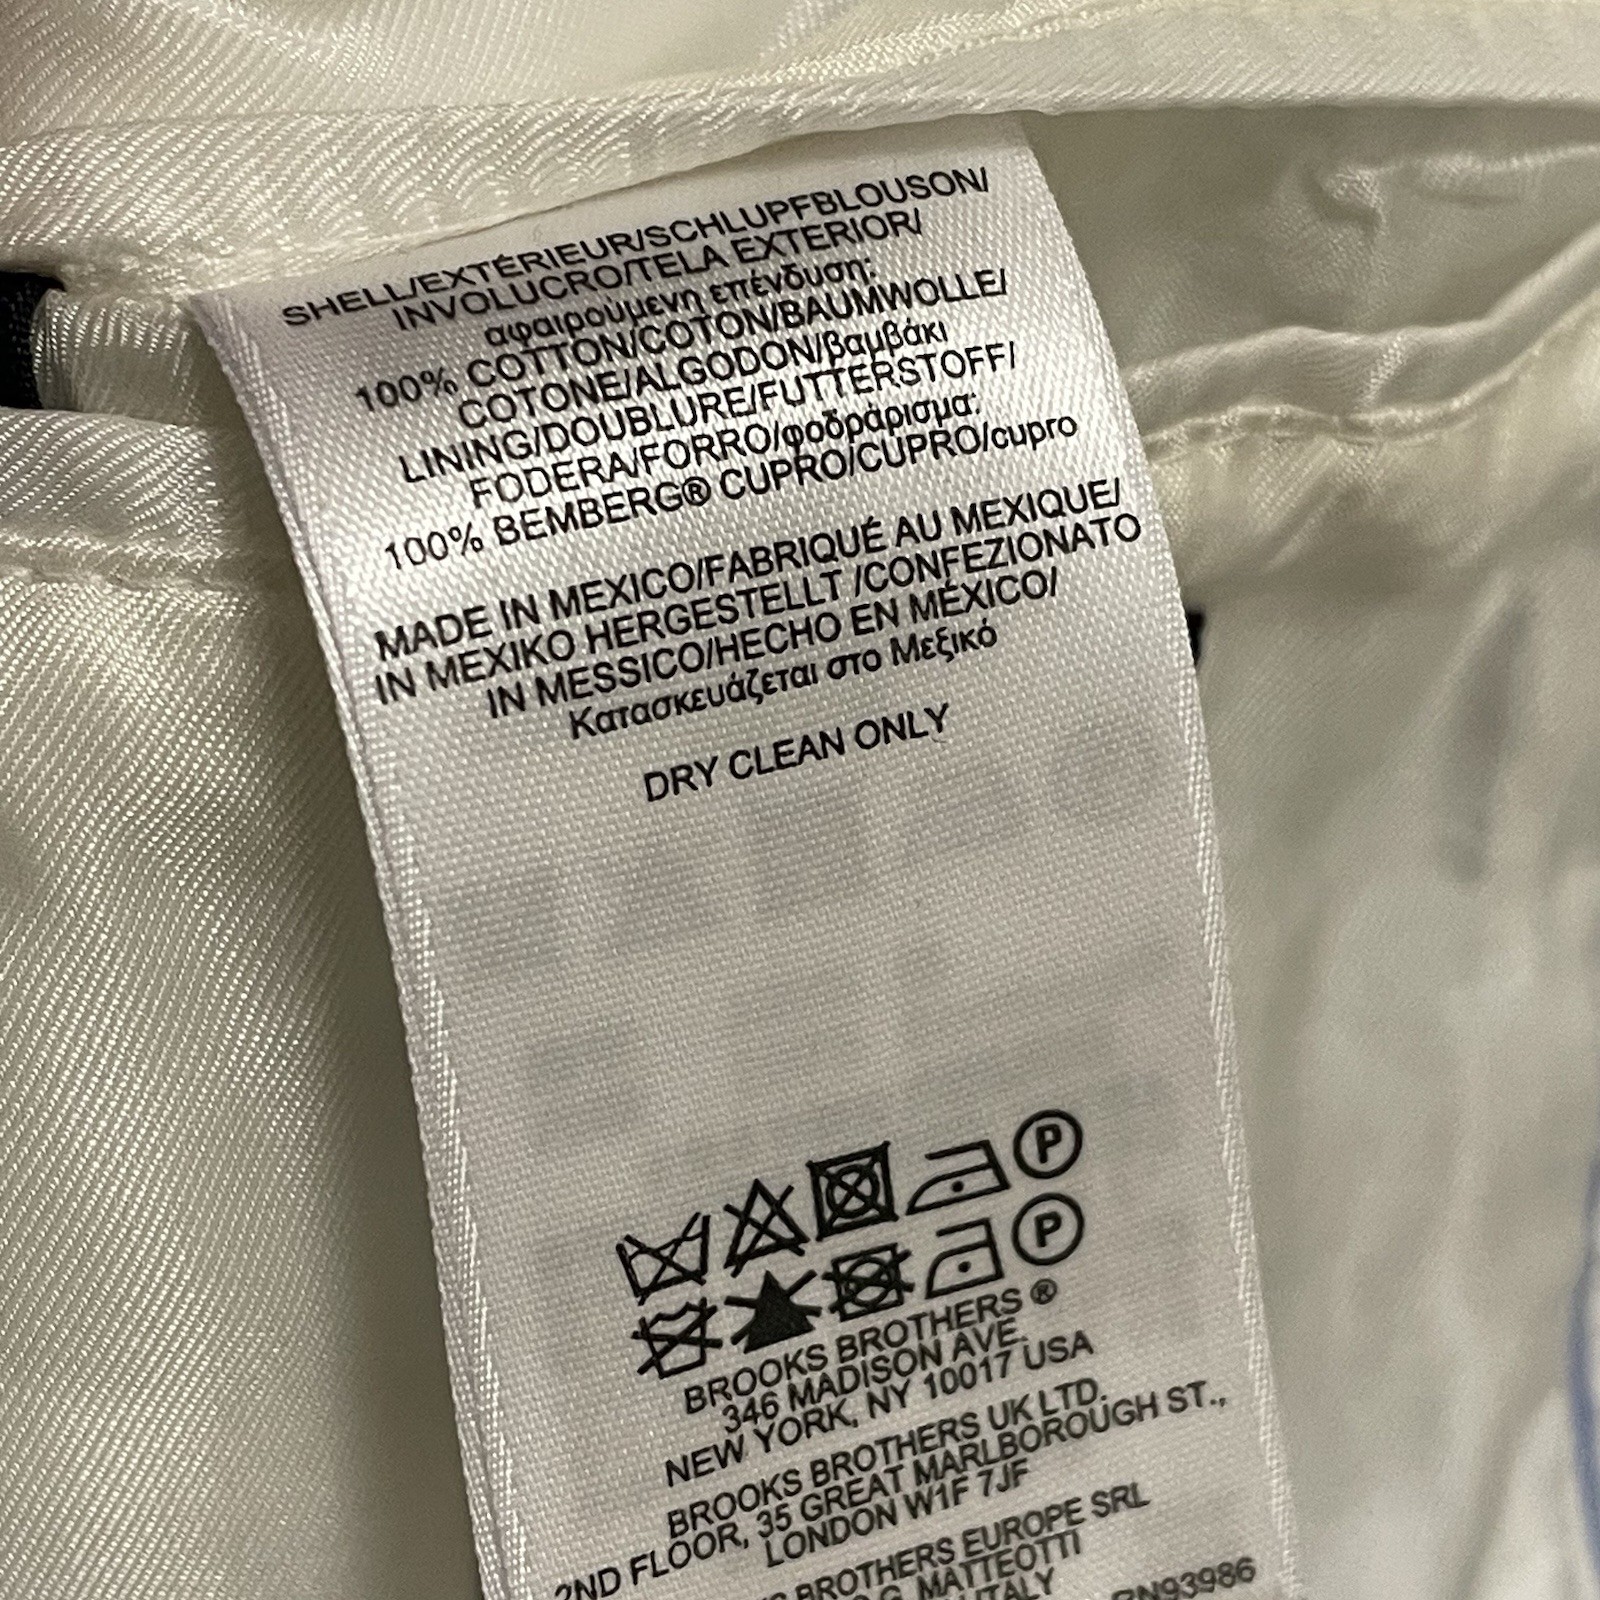 SHELL/EXTÉRIEUR/SCHLUPFBLOUSON/
INVOLUCRO/TELA EXTERIOR/
αφαιρούμενη επένδυση:
100% COTTON/COTON/BAUMWOLLE/
COTONE/ALGODON/βαμβάκι
LINING/DOUBLURE/FUTTERSTOFF/
FODERA/FORRO/φοδράρισμα:
100% BEMBERG® CUPRO/CUPRO/cupro
MADE IN MEXICO/FABRIQUÉ AU MEXIQUE/
IN MEXIKO HERGESTELLT /CONFEZIONATO
IN MESSICO/HECHO EN MÉXICO/
Κατασκευάζεται στο Μεξικό
DRY CLEAN ONLY
P
P
BROOKS BROTHERS ®
346 MADISON AVE.
NEW YORK, NY 10017 USA
BROOKS BROTHERS UK LTD.
2ND FLOOR, 35 GREAT MARLBOROUGH ST.,
LONDON W1F 7JF
BROTHERS EUROPE SRL
G. MATTEOTTI
ITALY
RN93986